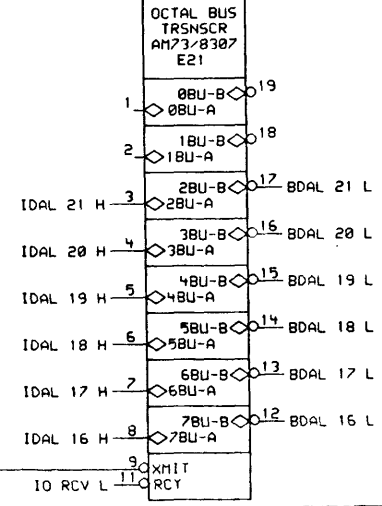 OCTAL BUS
TRSNSCR
AM73/8307
E21
0BU-B 19
1 0BU-A
1BU-B 18
2 1BU-A
2BU-B 17 BDAL 21 L
IDAL 21 H 3 2BU-A
3BU-B 16 BDAL 20 L
IDAL 20 H 4 3BU-A
4BU-B 15 BDAL 19 L
IDAL 19 H 5 4BU-A
5BU-B 14 BDAL 18 L
IDAL 18 H 6 5BU-A
6BU-B 13 BDAL 17 L
IDAL 17 H 7 6BU-A
7BU-B 12 BDAL 16 L
IDAL 16 H 8 7BU-A
9 XMIT
IO RCV L 11 RCY